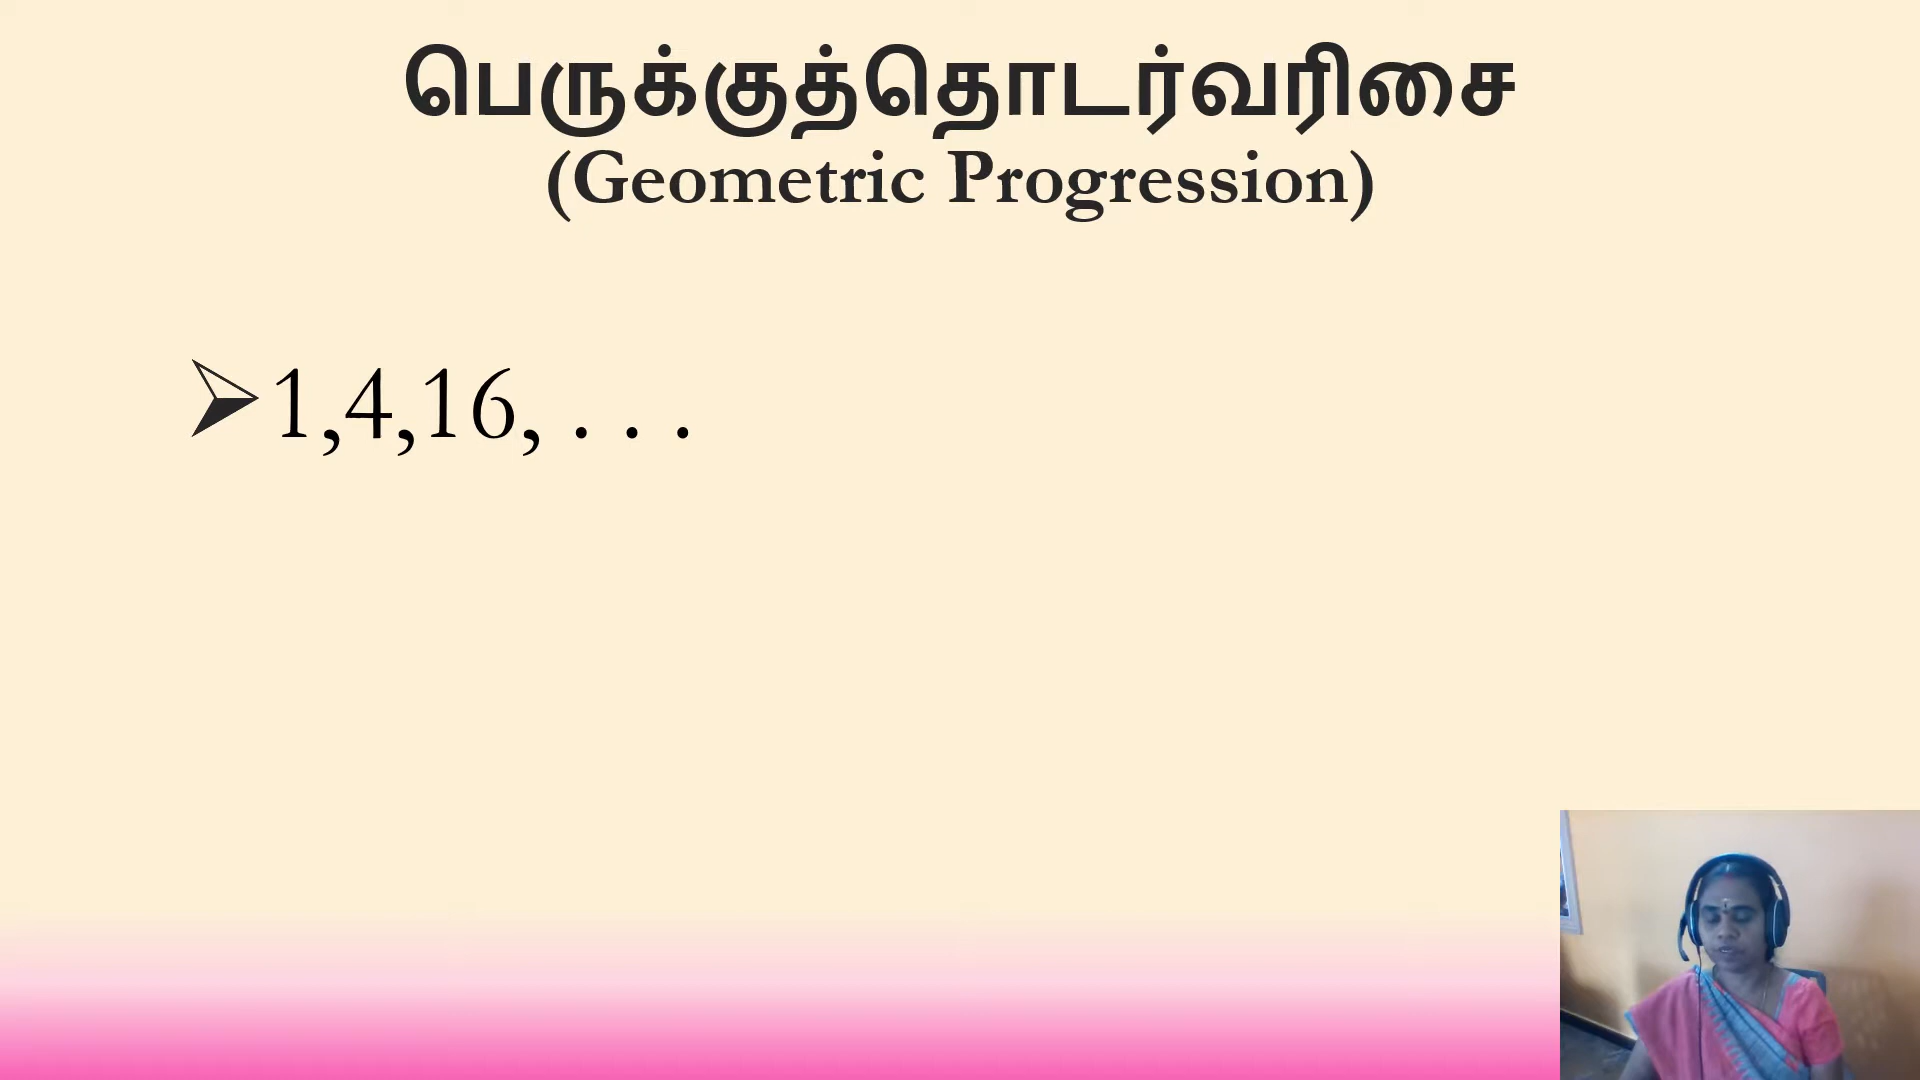 பெருக்குத்தொடர்வரிசை
(Geometric Progression)
➢1,4,16, . . .